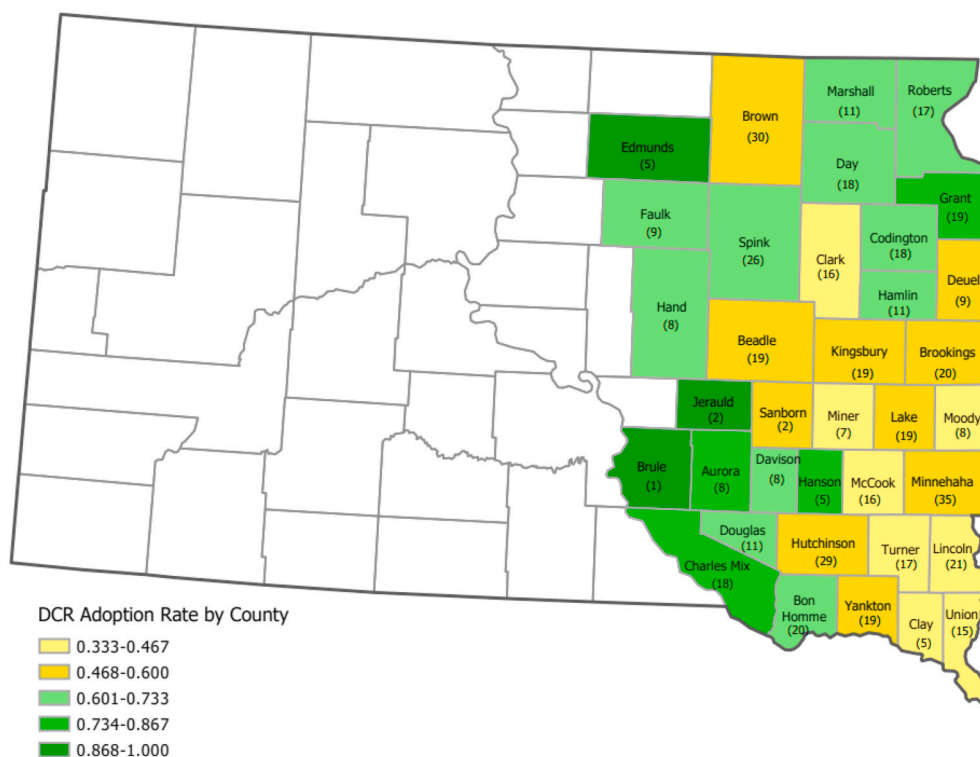 Marshall
(11)
Roberts
(17)
Brown
(30)
Edmunds
(5)
Day
(18)
Grant
(19)
Faulk
(9)
Spink
(26)
Clark
(16)
Codington
(18)
Deuel
(9)
Hamlin
(11)
Hand
(8)
Beadle
(19)
Kingsbury
(19)
Brookings
(20)
Jerauld
(2)
Sanborn
(2)
Miner
(7)
Lake
(19)
Moody
(8)
Brule
(1)
Aurora
(8)
Davison
(8)
Hanson
(5)
McCook
(16)
Minnehaha
(35)
Douglas
(11)
Hutchinson
(29)
Turner
(17)
Lincoln
(21)
Charles Mix
(18)
Bon
Homme
(20)
Yankton
(19)
Clay
(5)
Union
(15)
DCR Adoption Rate by County
0.333-0.467
0.468-0.600
0.601-0.733
0.734-0.867
0.868-1.000